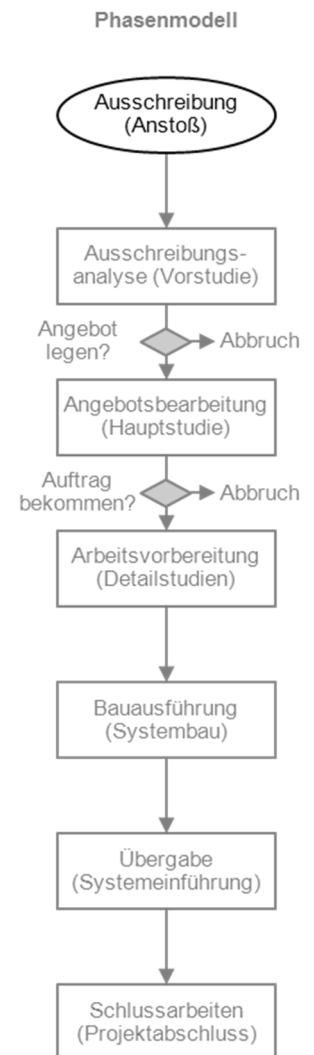 Phasenmodell
Ausschreibung
(Anstoß)
Ausschreibungs-
analyse (Vorstudie)
Angebot
legen?
Abbruch
Angebotsbearbeitung
(Hauptstudie)
Auftrag
bekommen?
Abbruch
Arbeitsvorbereitung
(Detailstudien)
Bauausführung
(Systembau)
Übergabe
(Systemeinführung)
Schlussarbeiten
(Projektabschluss)